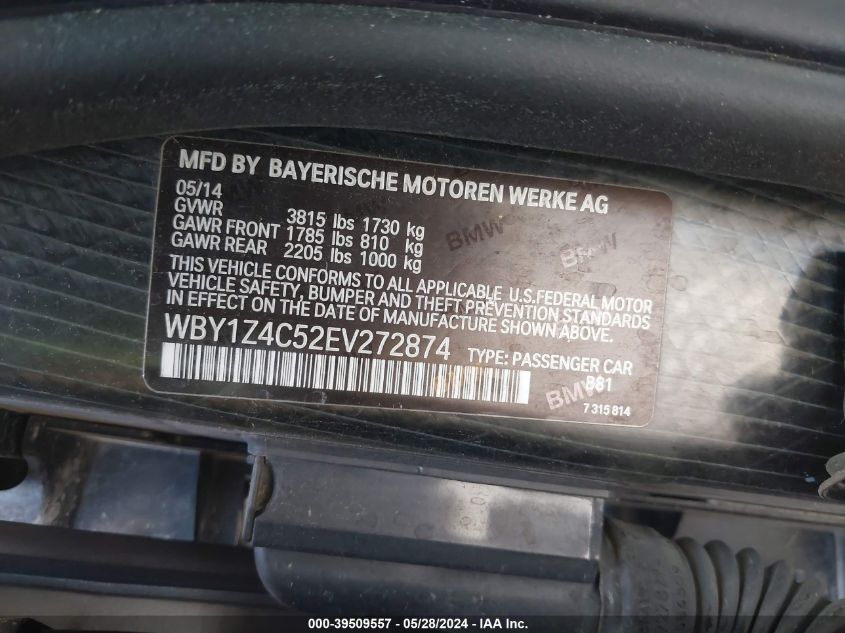 MFD BY BAYERISCHE MOTOREN WERKE AG
05/14
GVWR 3815 lbs 1730 kg
GAWR FRONT 1785 lbs 810 kg
GAWR REAR 2205 lbs 1000 kg
THIS VEHICLE CONFORMS TO ALL APPLICABLE U.S.FEDERAL MOTOR
VEHICLE SAFETY, BUMPER AND THEFT PREVENTION STANDARDS
IN EFFECT ON THE DATE OF MANUFACTURE SHOWN ABOVE.
WBY1Z4C52EV272874 TYPE: PASSENGER CAR
B81
7 315 814
BMW
BMW
BMW
000-39509557 - 05/28/2024 - IAA Inc.